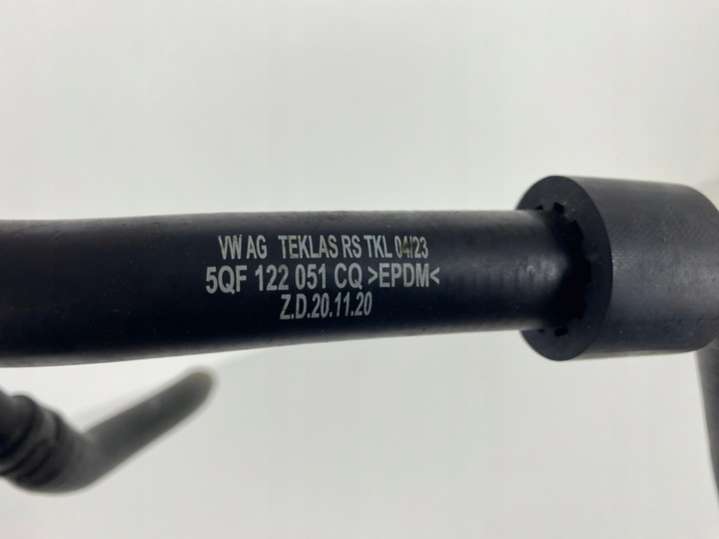 VW AG TEKLAS RS TKL 04/23
5QF 122 051 CQ >EPDM<
Z.D.20.11.20